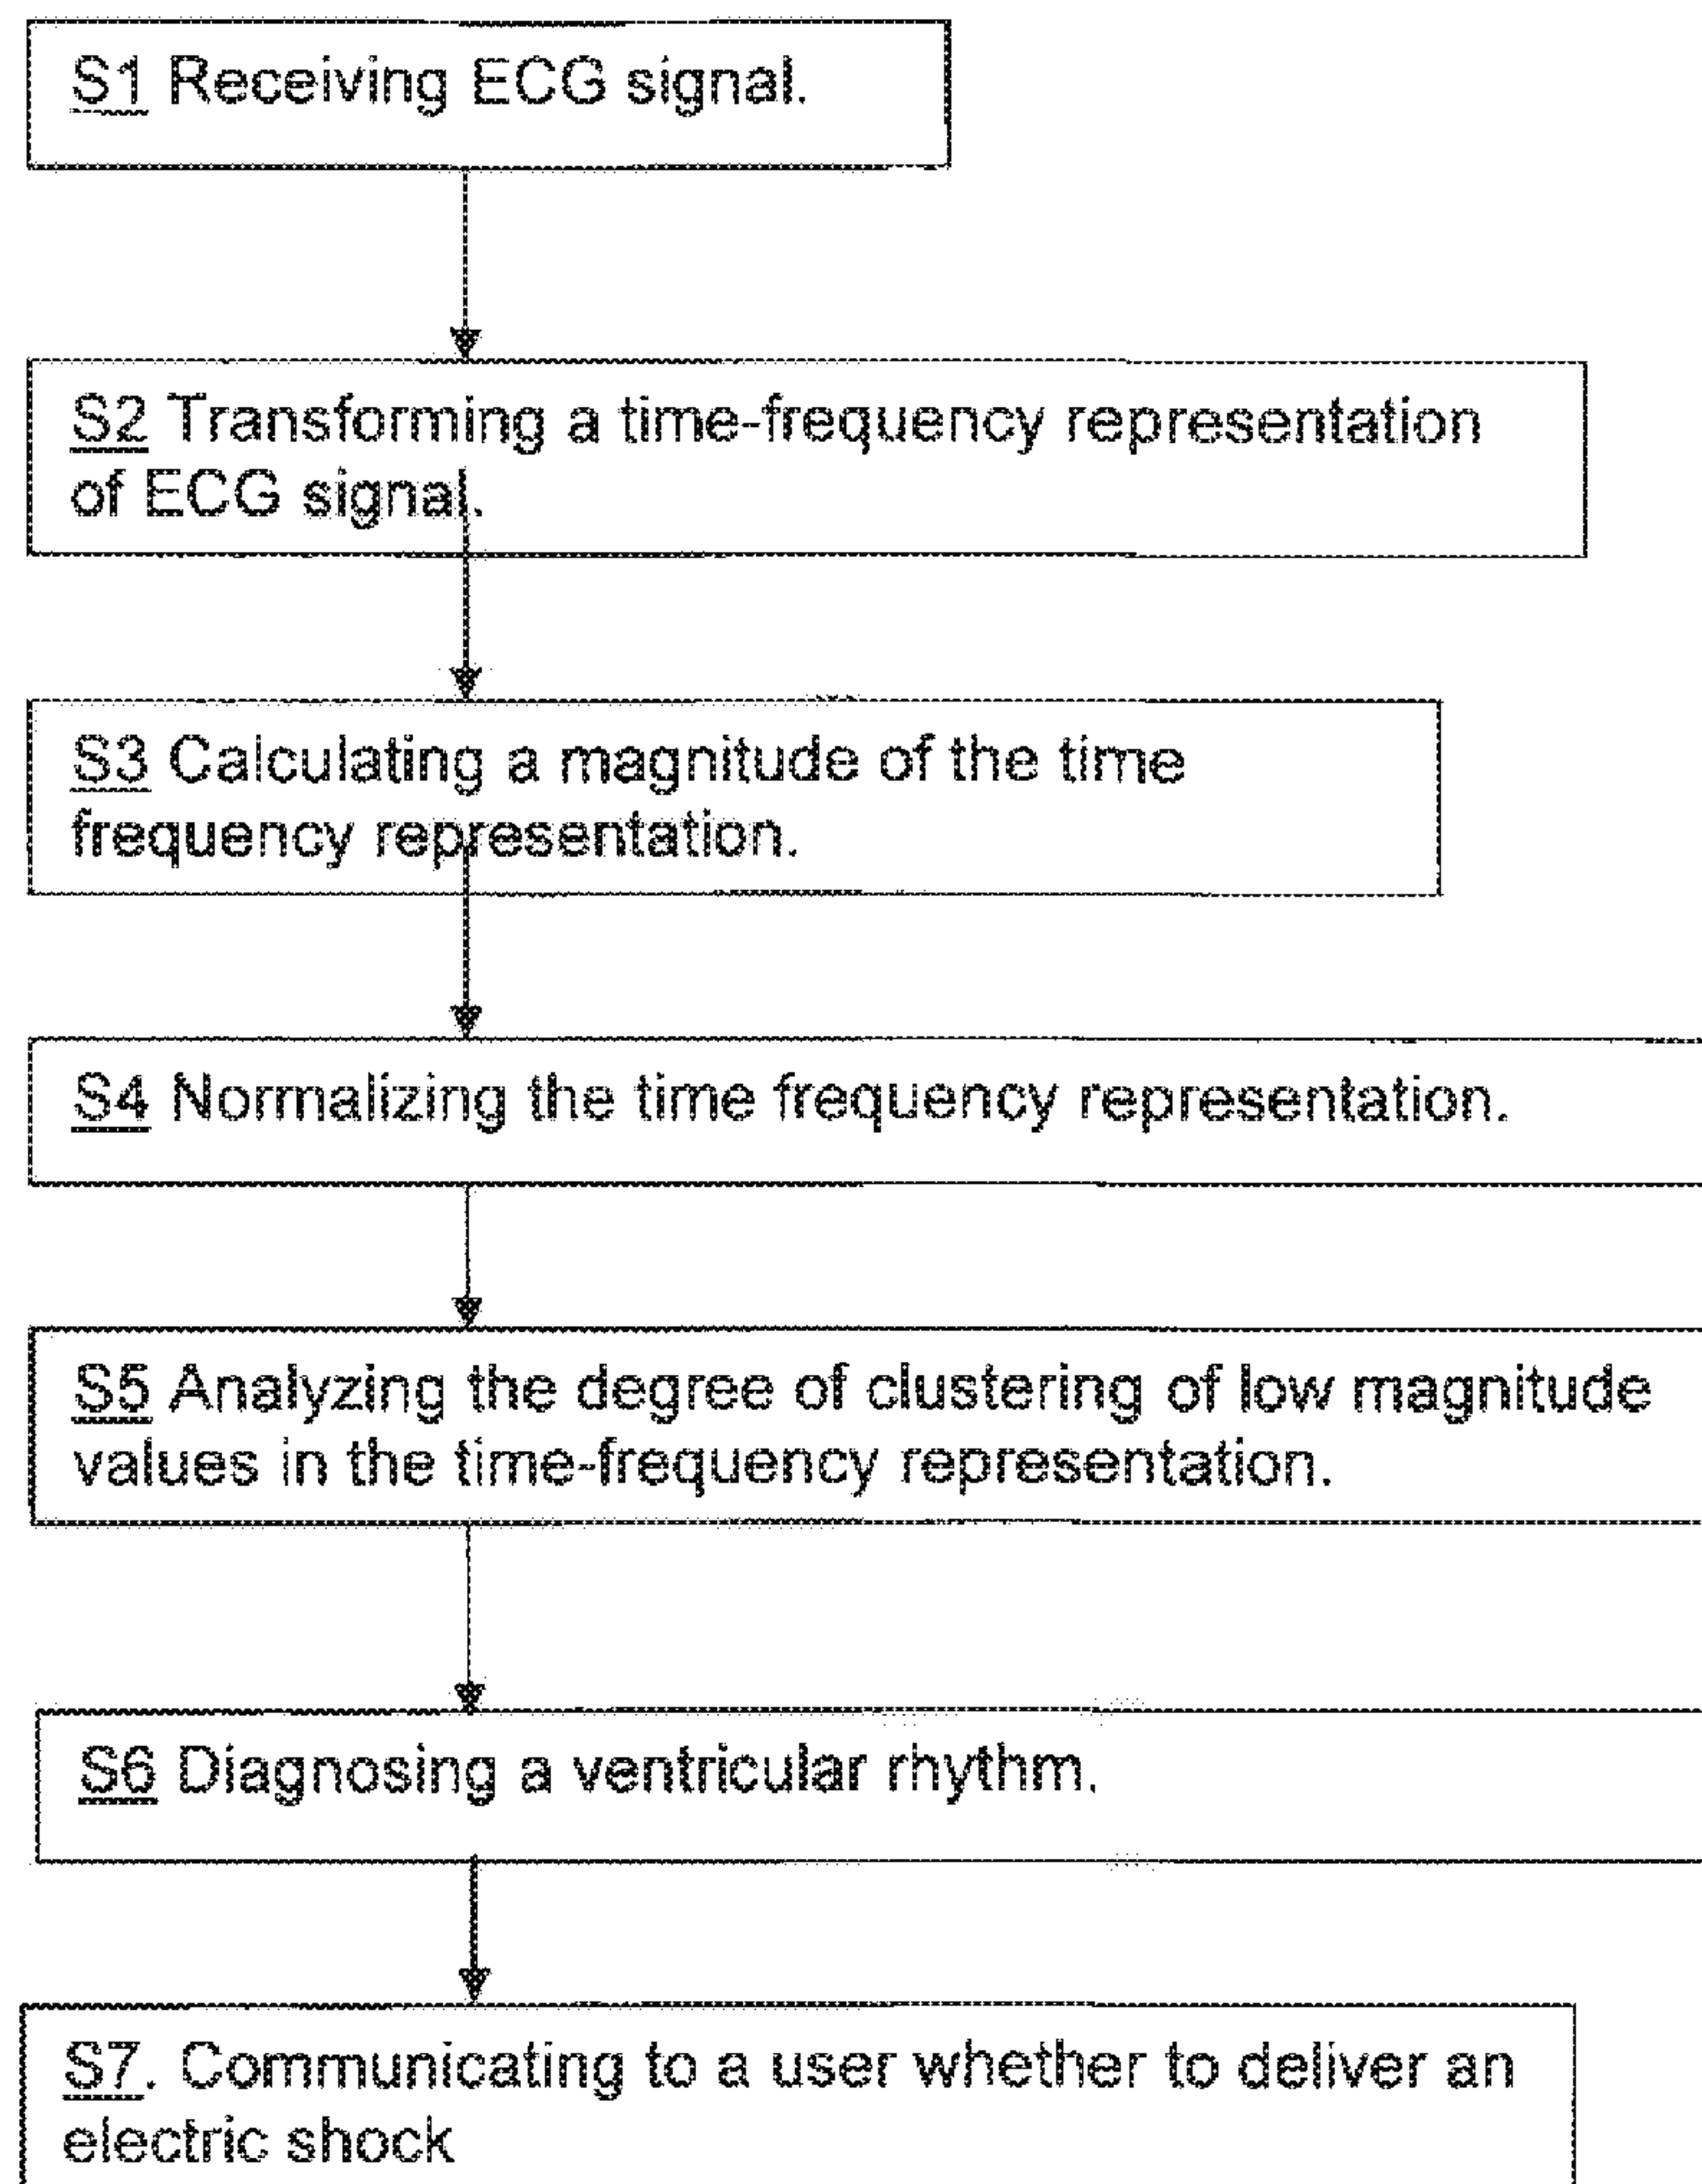 S1 Receiving ECG signal.
S2 Transforming a time-frequency representation
of ECG signal.
S3 Calculating a magnitude of the time
frequency representation.
S4 Normalizing the time frequency representation.
S5 Analyzing the degree of clustering of low magnitude
values in the time-frequency representation.
S6 Diagnosing a ventricular rhythm.
S7. Communicating to a user whether to deliver an
electric shock